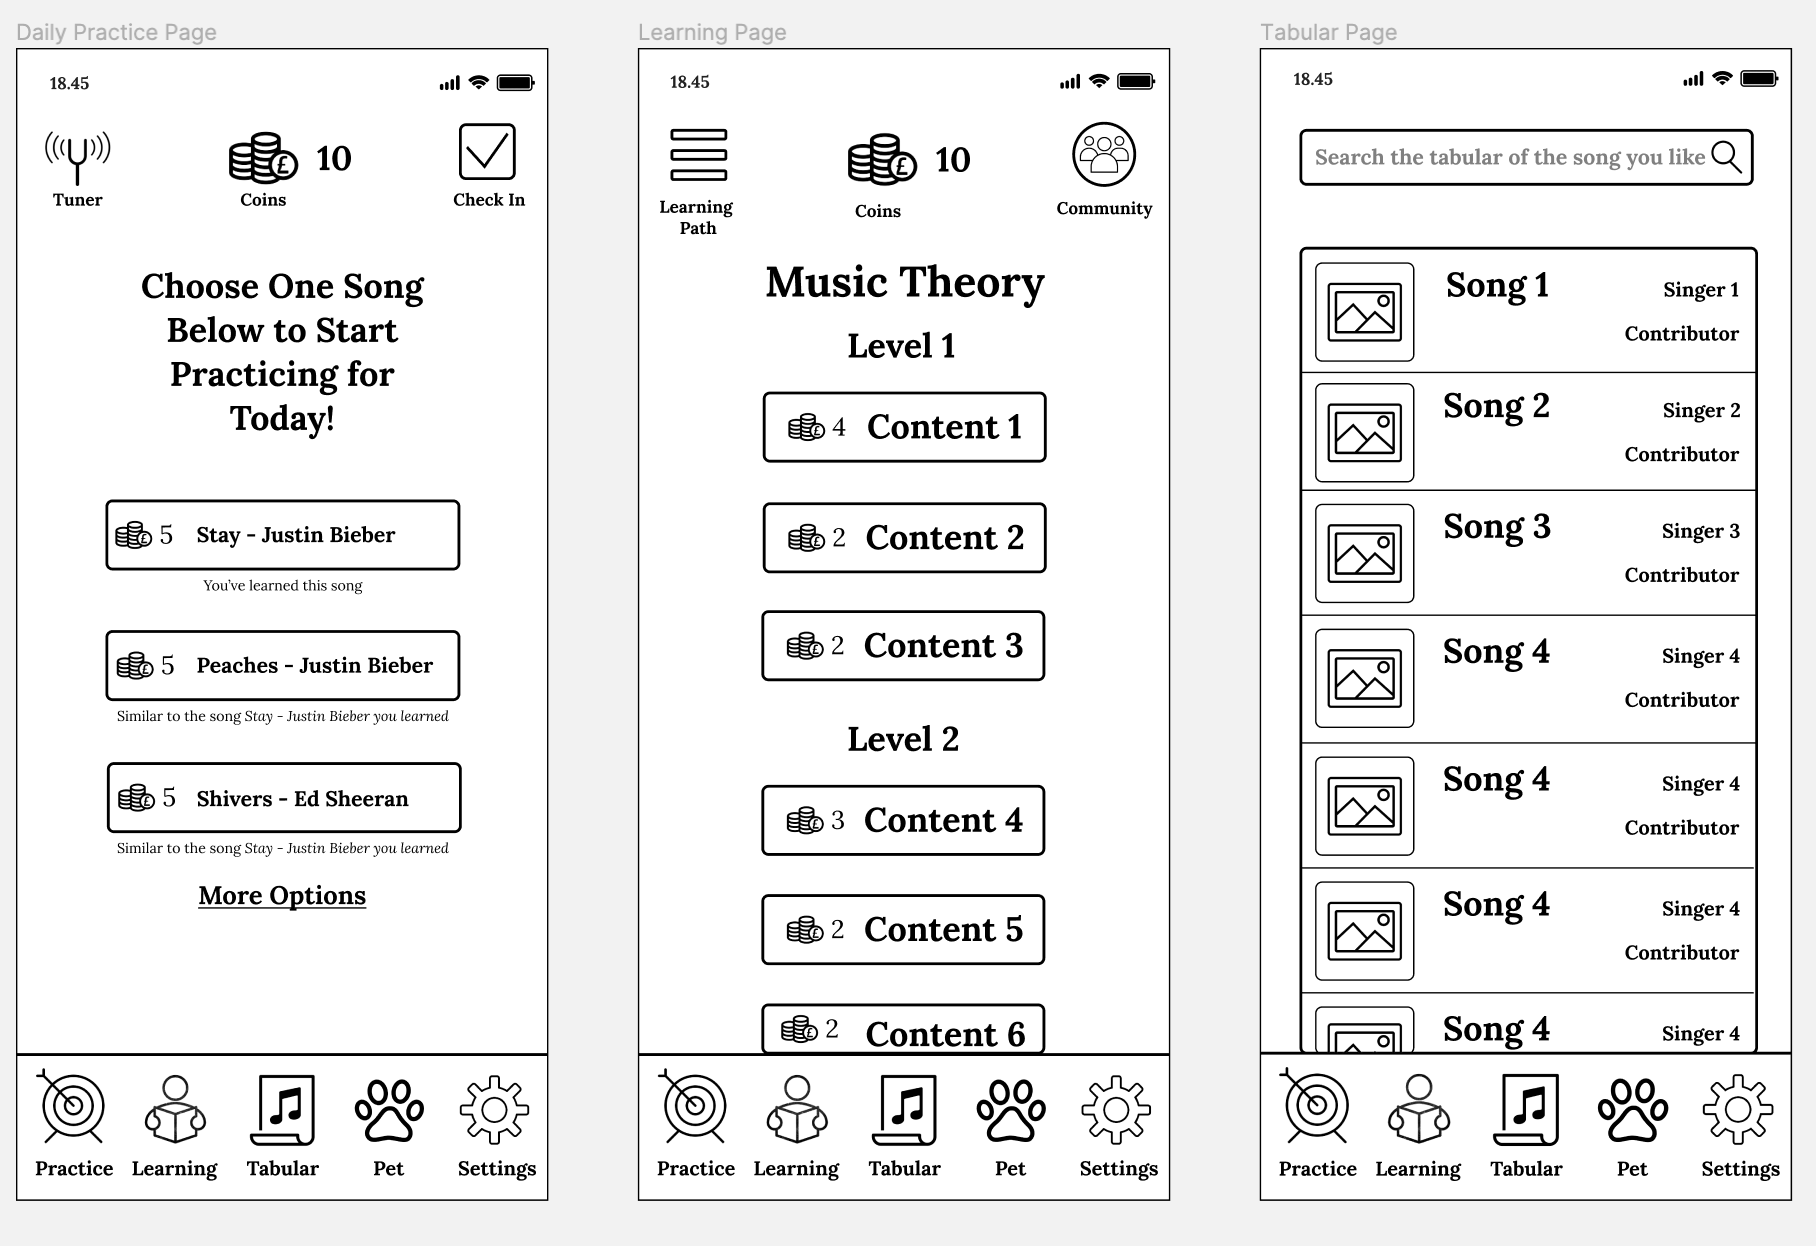 Daily Practice Page
18.45
Tuner
10
Coins
Check In
Choose One Song
Below to Start
Practicing for
Today!
5 Stay - Justin Bieber
You've learned this song
5 Peaches - Justin Bieber
Similar to the song Stay - Justin Bieber you learned
5 Shivers - Ed Sheeran
Similar to the song Stay - Justin Bieber you learned
More Options
Practice Learning Tabular Pet Settings
Learning Page
18.45
Learning
Path
10
Coins
Community
Music Theory
Level 1
4 Content 1
2 Content 2
2 Content 3
Level 2
3 Content 4
2 Content 5
2 Content 6
Practice Learning Tabular Pet Settings
Tabular Page
18.45
Search the tabular of the song you like
Song 1 Singer 1
Contributor
Song 2 Singer 2
Contributor
Song 3 Singer 3
Contributor
Song 4 Singer 4
Contributor
Song 4 Singer 4
Contributor
Song 4 Singer 4
Contributor
Song 4 Singer 4
Practice Learning Tabular Pet Settings